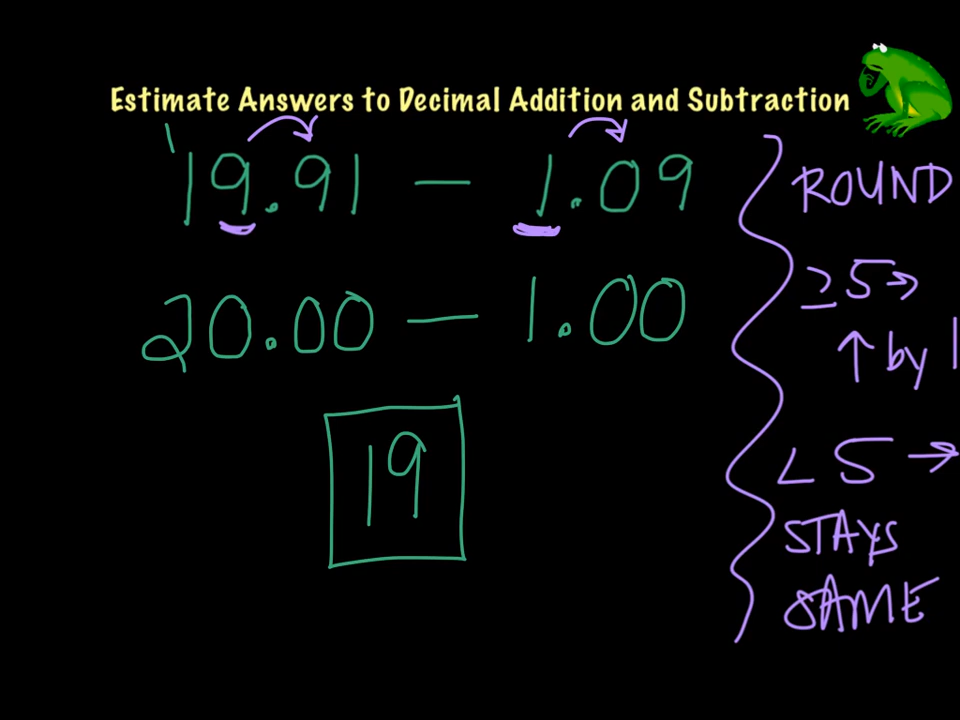 Estimate Answers to Decimal Addition and Subtraction
1
19.91 — 1.09
20.00 — 1.00
19
ROUND
≥5→
↑ by 1
<5→
STAYS
SAME